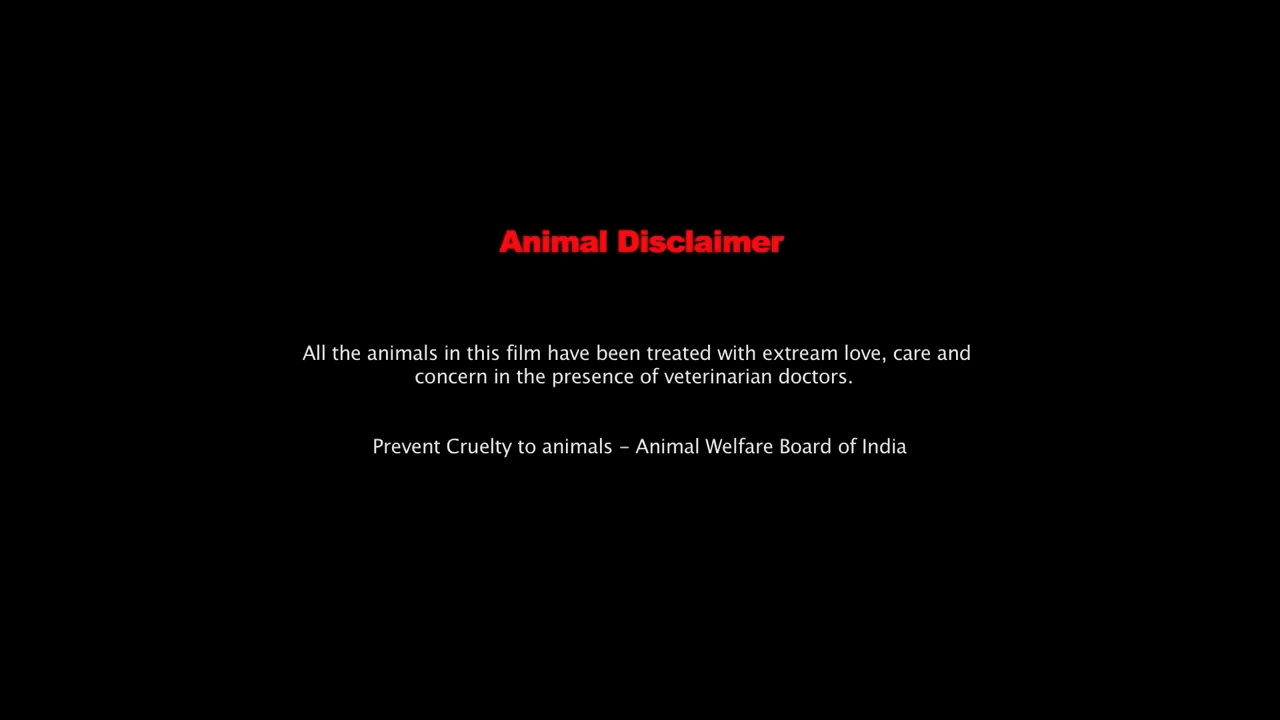 Animal Disclaimer
All the animals in this film have been treated with extream love, care and
concern in the presence of veterinarian doctors.
Prevent Cruelty to animals – Animal Welfare Board of India